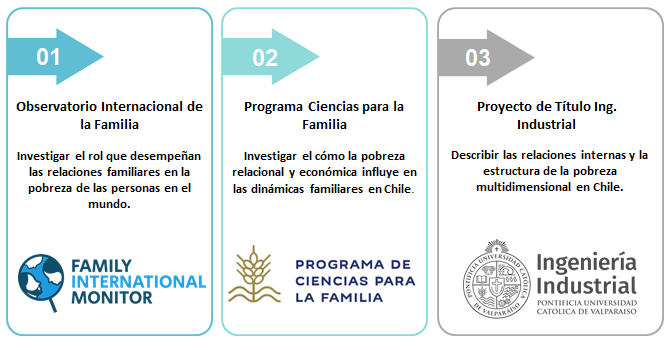 01
Observatorio Internacional de
la Familia
Investigar el rol que desempeñan
las relaciones familiares en la
pobreza de las personas en el
mundo.
FAMILY
INTERNATIONAL
MONITOR
02
Programa Ciencias para la
Familia
Investigar el cómo la pobreza
relacional y económica influye en
las dinámicas familiares en Chile.
PROGRAMA DE
CIENCIAS PARA
LA FAMILIA
03
Proyecto de Título Ing.
Industrial
Describir las relaciones internas y la
estructura de la pobreza
multidimensional en Chile.
PONTIFICIA UNIVERSIDAD CATÓLICA
DE VALPARAÍSO
Ingeniería
Industrial
PONTIFICIA UNIVERSIDAD
CATOLICA DE VALPARAISO